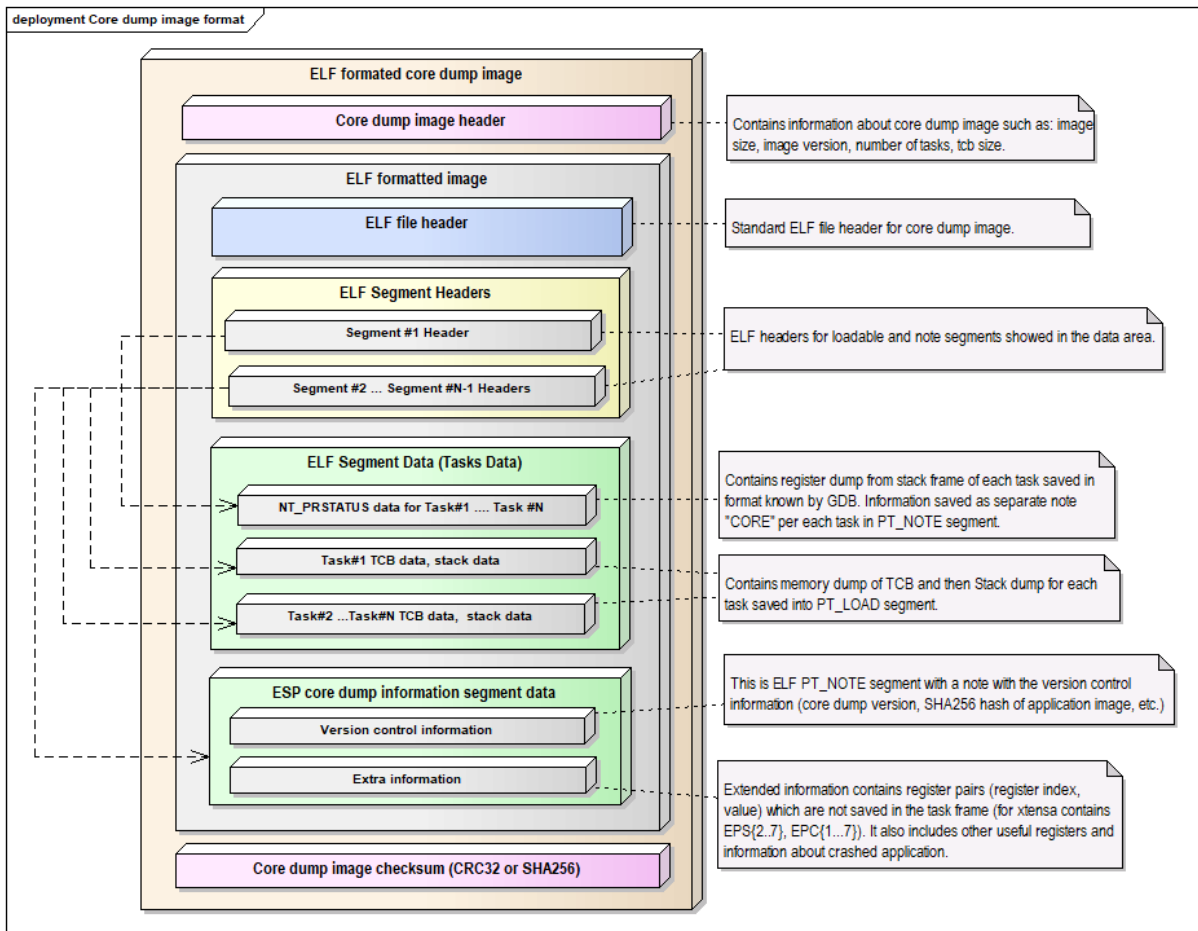 deployment Core dump image format
ELF formated core dump image
Core dump image header
Contains information about core dump image such as: image
size, image version, number of tasks, tcb size.
ELF formatted image
ELF file header
Standard ELF file header for core dump image.
ELF Segment Headers
Segment #1 Header
Segment #2 ... Segment #N-1 Headers
ELF headers for loadable and note segments showed in the data area.
ELF Segment Data (Tasks Data)
NT_PRSTATUS data for Task#1 .... Task #N
Contains register dump from stack frame of each task saved in
format known by GDB. Information saved as separate note
"CORE" per each task in PT_NOTE segment.
Task#1 TCB data, stack data
Task#2 ...Task#N TCB data, stack data
Contains memory dump of TCB and then Stack dump for each
task saved into PT_LOAD segment.
ESP core dump information segment data
Version control information
This is ELF PT_NOTE segment with a note with the version control
information (core dump version, SHA256 hash of application image, etc.)
Extra information
Extended information contains register pairs (register index,
value) which are not saved in the task frame (for xtensa contains
EPS{2..7}, EPC{1...7}). It also includes other useful registers and
information about crashed application.
Core dump image checksum (CRC32 or SHA256)